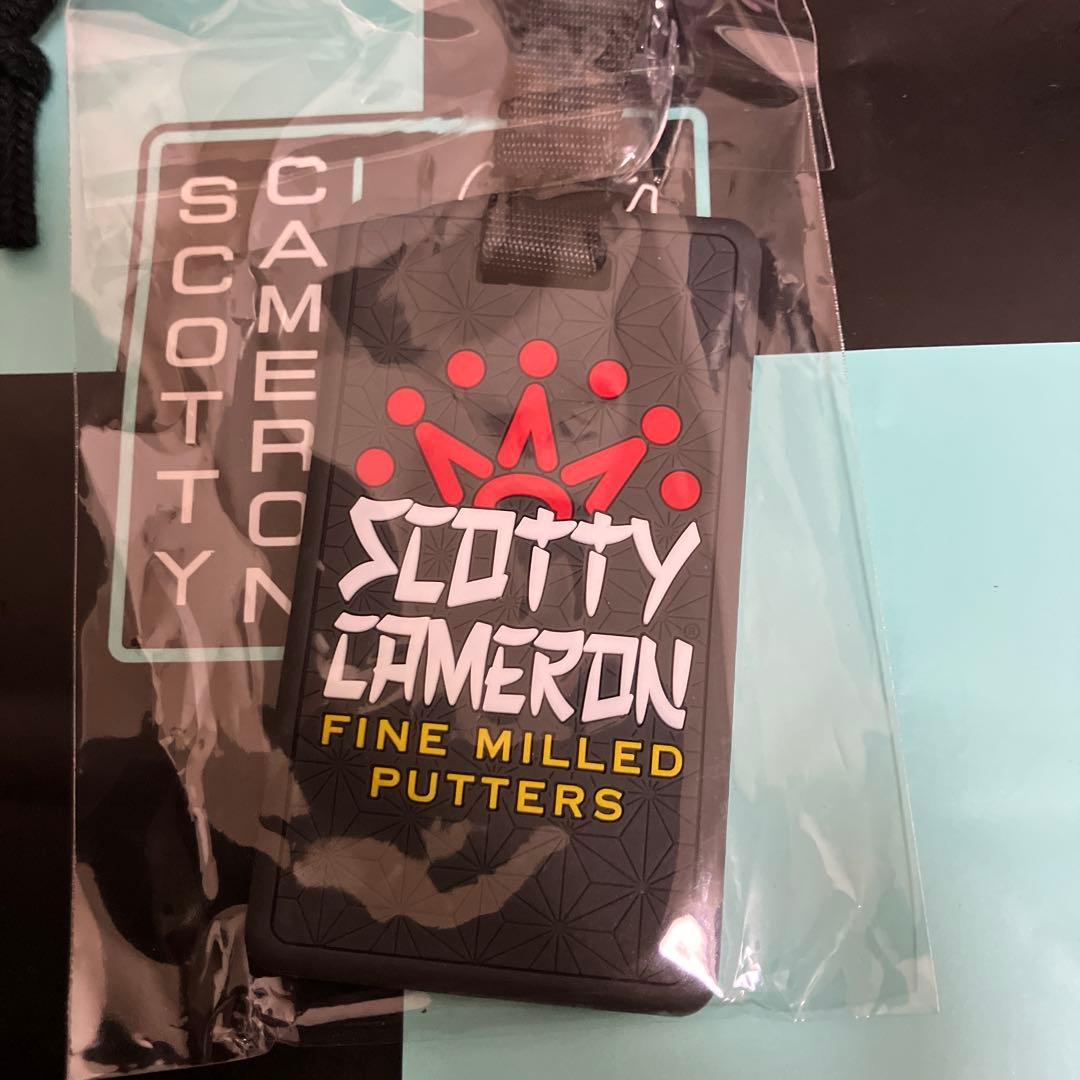 SCOTTY
CAMERON
SCOTTY
CAMERON
®
FINE MILLED
PUTTERS